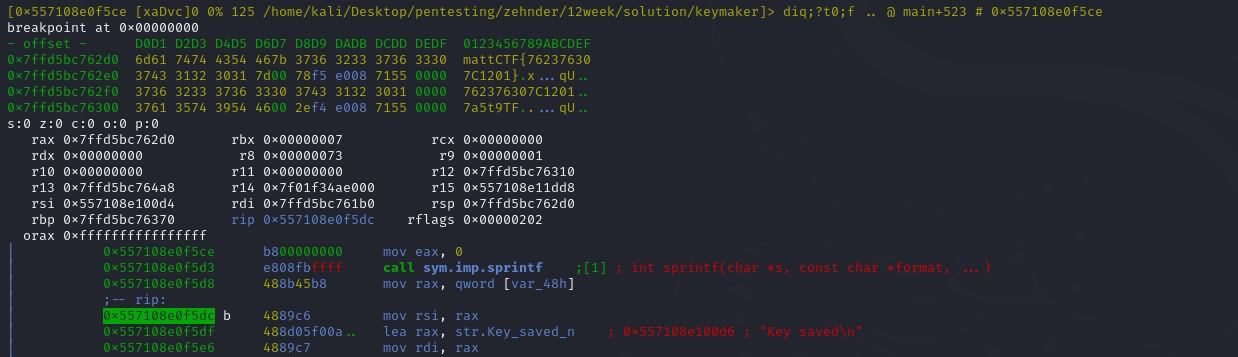 [0×557108e0f5ce [xaDvc]0 0% 125 /home/kali/Desktop/pentesting/zehnder/12week/solution/keymaker]> diq;?t0;f .. @ main+523 # 0×557108e0f5ce
breakpoint at 0×00000000
- offset -      D0D1 D2D3 D4D5 D6D7 D8D9 DADB DCDD DEDF  0123456789ABCDEF
0×7ffd5bc762d0  6d61 7474 4354 467b 3736 3233 3736 3330  mattCTF{76237630
0×7ffd5bc762e0  3743 3132 3031 7d00 78f5 e008 7155 0000  7C1201}.x...qU..
0×7ffd5bc762f0  3736 3233 3736 3330 3743 3132 3031 0000  762376307C1201..
0×7ffd5bc76300  3761 3574 3954 4600 2ef4 e008 7155 0000  7a5t9TF.....qU..
s:0 z:0 c:0 o:0 p:0
rax 0×7ffd5bc762d0       rbx 0×00000007            rcx 0×00000000
rdx 0×00000000            r8 0×00000073             r9 0×00000001
r10 0×00000000           r11 0×00000000            r12 0×7ffd5bc76310
r13 0×7ffd5bc764a8       r14 0×7f01f34ae000        r15 0×557108e11dd8
rsi 0×557108e100d4       rdi 0×7ffd5bc761b0        rsp 0×7ffd5bc762d0
rbp 0×7ffd5bc76370       rip 0×557108e0f5dc     rflags 0×00000202
orax 0×ffffffffffffffff
0×557108e0f5ce      b800000000     mov eax, 0
0×557108e0f5d3      e808fbffff     call sym.imp.sprintf    ;[1] ; int sprintf(char *s, const char *format, ...)
0×557108e0f5d8      488b45b8       mov rax, qword [var_48h]
;-- rip:
0×557108e0f5dc b    4889c6         mov rsi, rax
0×557108e0f5df      488d05f00a..   lea rax, str.Key_saved_n    ; 0×557108e100d6 ; "Key saved\n"
0×557108e0f5e6      4889c7         mov rdi, rax